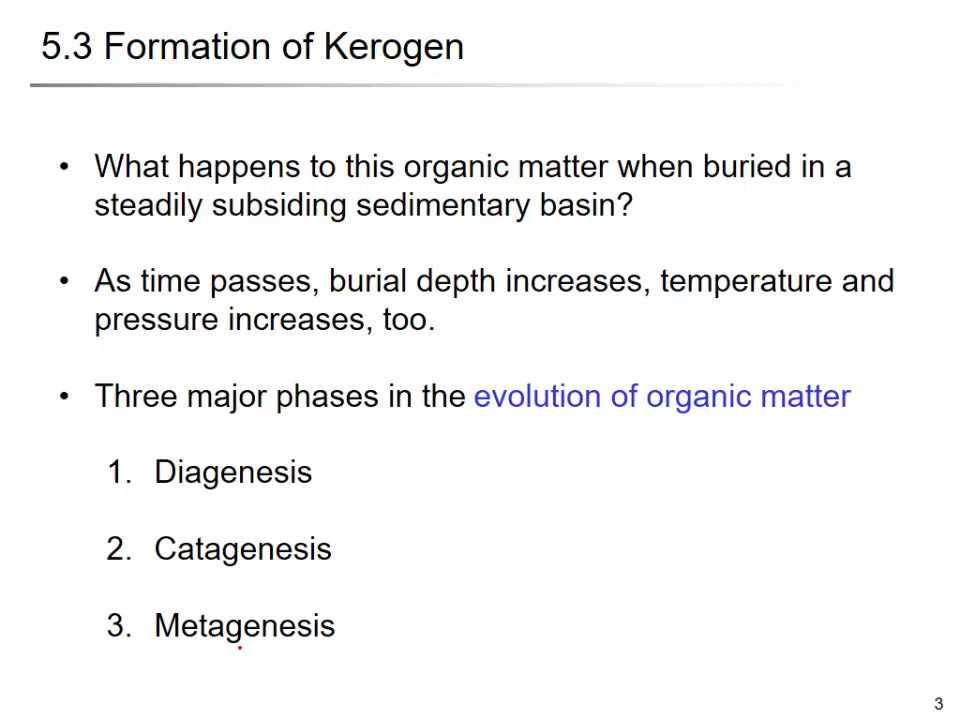 5.3 Formation of Kerogen
• What happens to this organic matter when buried in a
steadily subsiding sedimentary basin?
• As time passes, burial depth increases, temperature and
pressure increases, too.
• Three major phases in the evolution of organic matter
1. Diagenesis
2. Catagenesis
3. Metagenesis
3